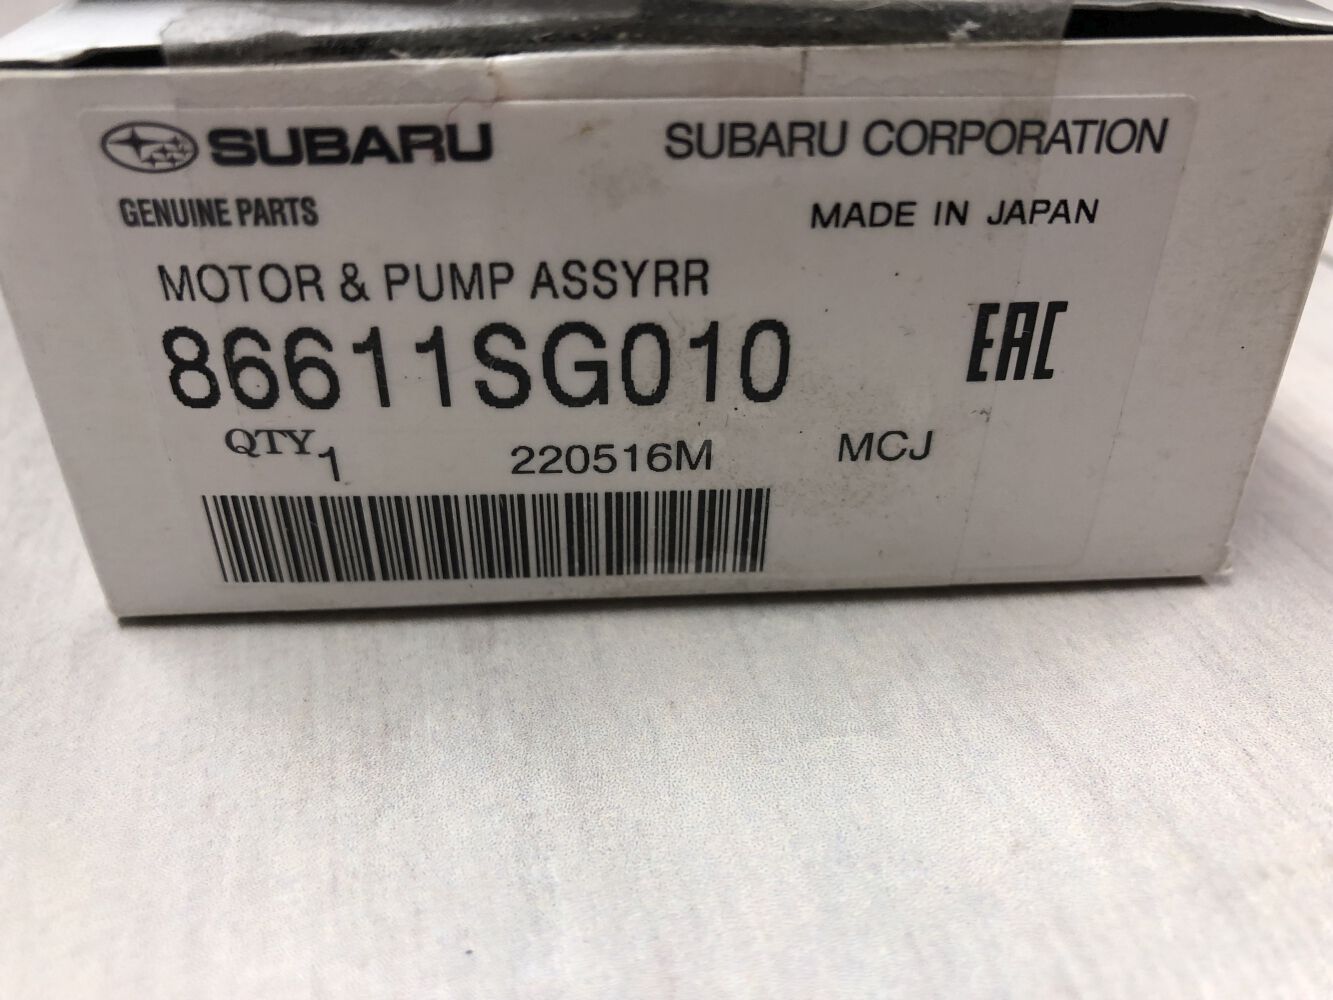 SUBARU SUBARU CORPORATION
GENUINE PARTS MADE IN JAPAN
MOTOR & PUMP ASSYRR
86611SG010 EAC
QTY 1 220516M MCJ